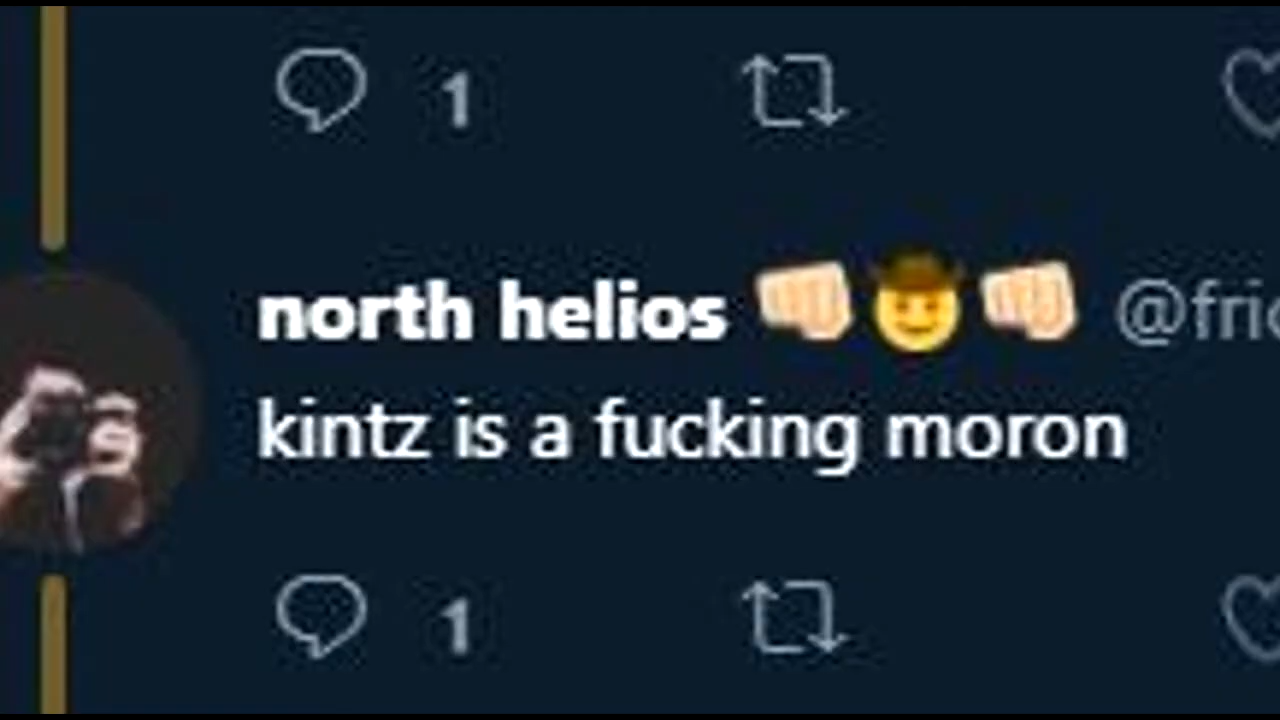 1
north helios 👊🏻🤠👊🏻 @fri
kintz is a fucking moron
1